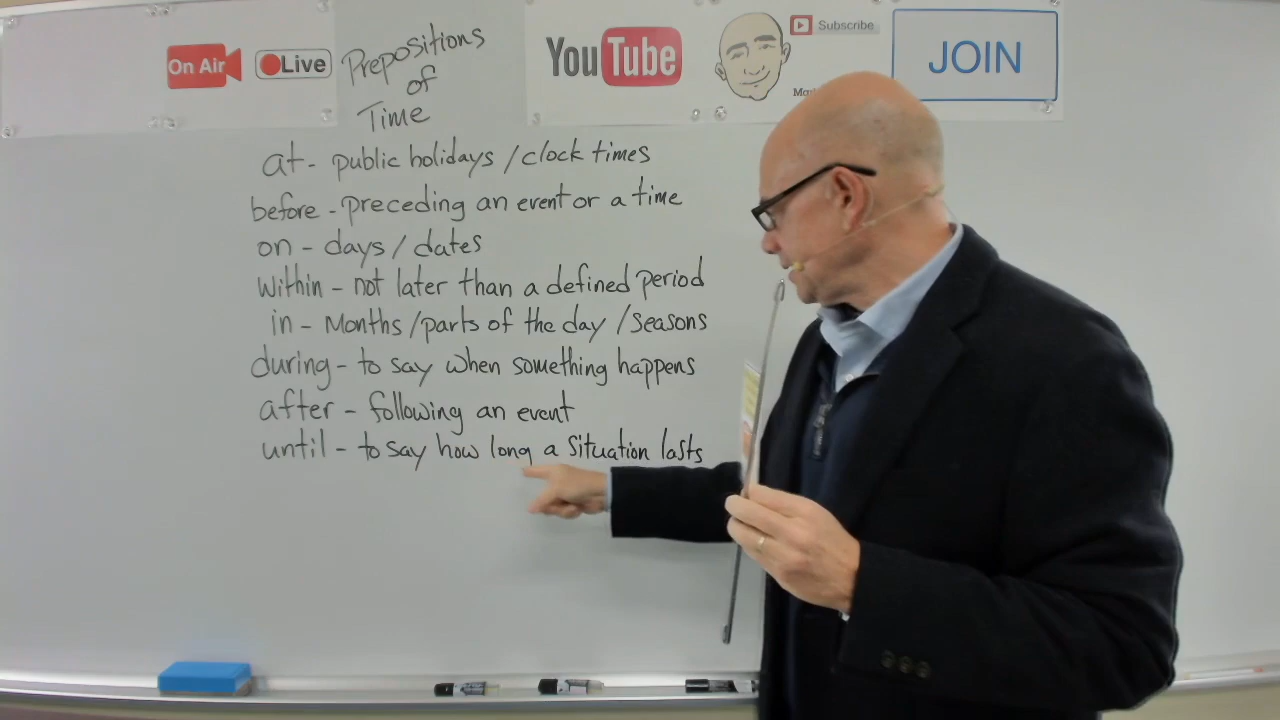 On Air
Live
Prepositions
of
Time
YouTube
Subscribe
JOIN
at - public holidays / clock times
before - preceding an event or a time
on - days / dates
within - not later than a defined period
in - Months / parts of the day / seasons
during - to say when something happens
after - following an event
until - to say how long a situation lasts